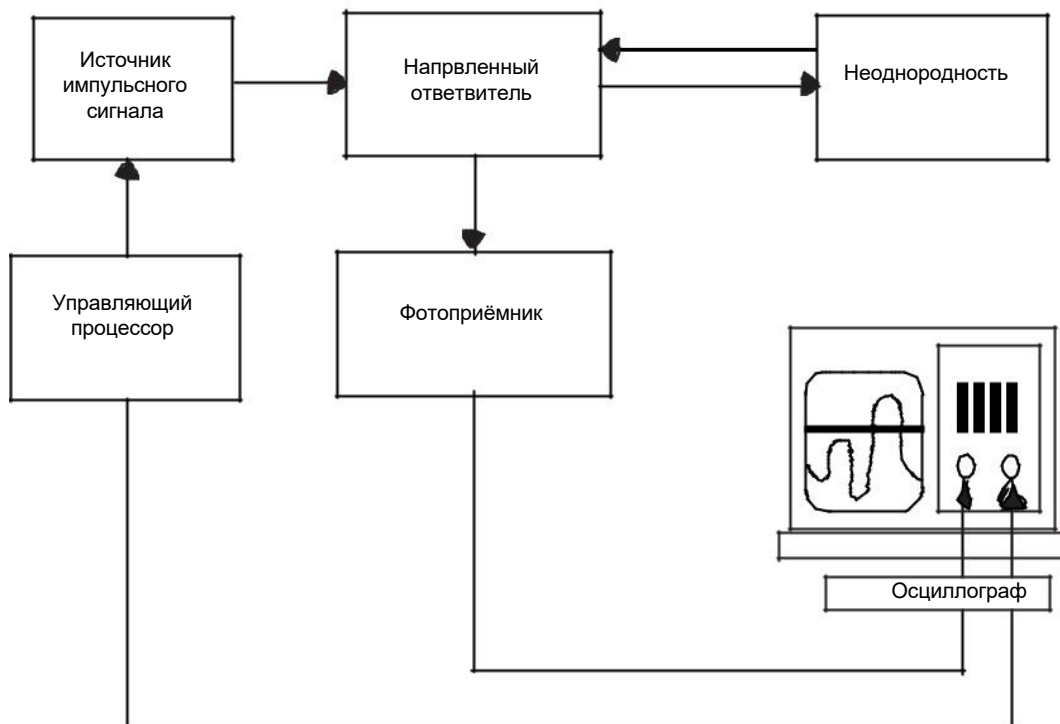 Источник
импульсного
сигнала
Напрвленный
ответвитель
Неоднородность
Управляющий
процессор
Фотоприёмник
Осциллограф